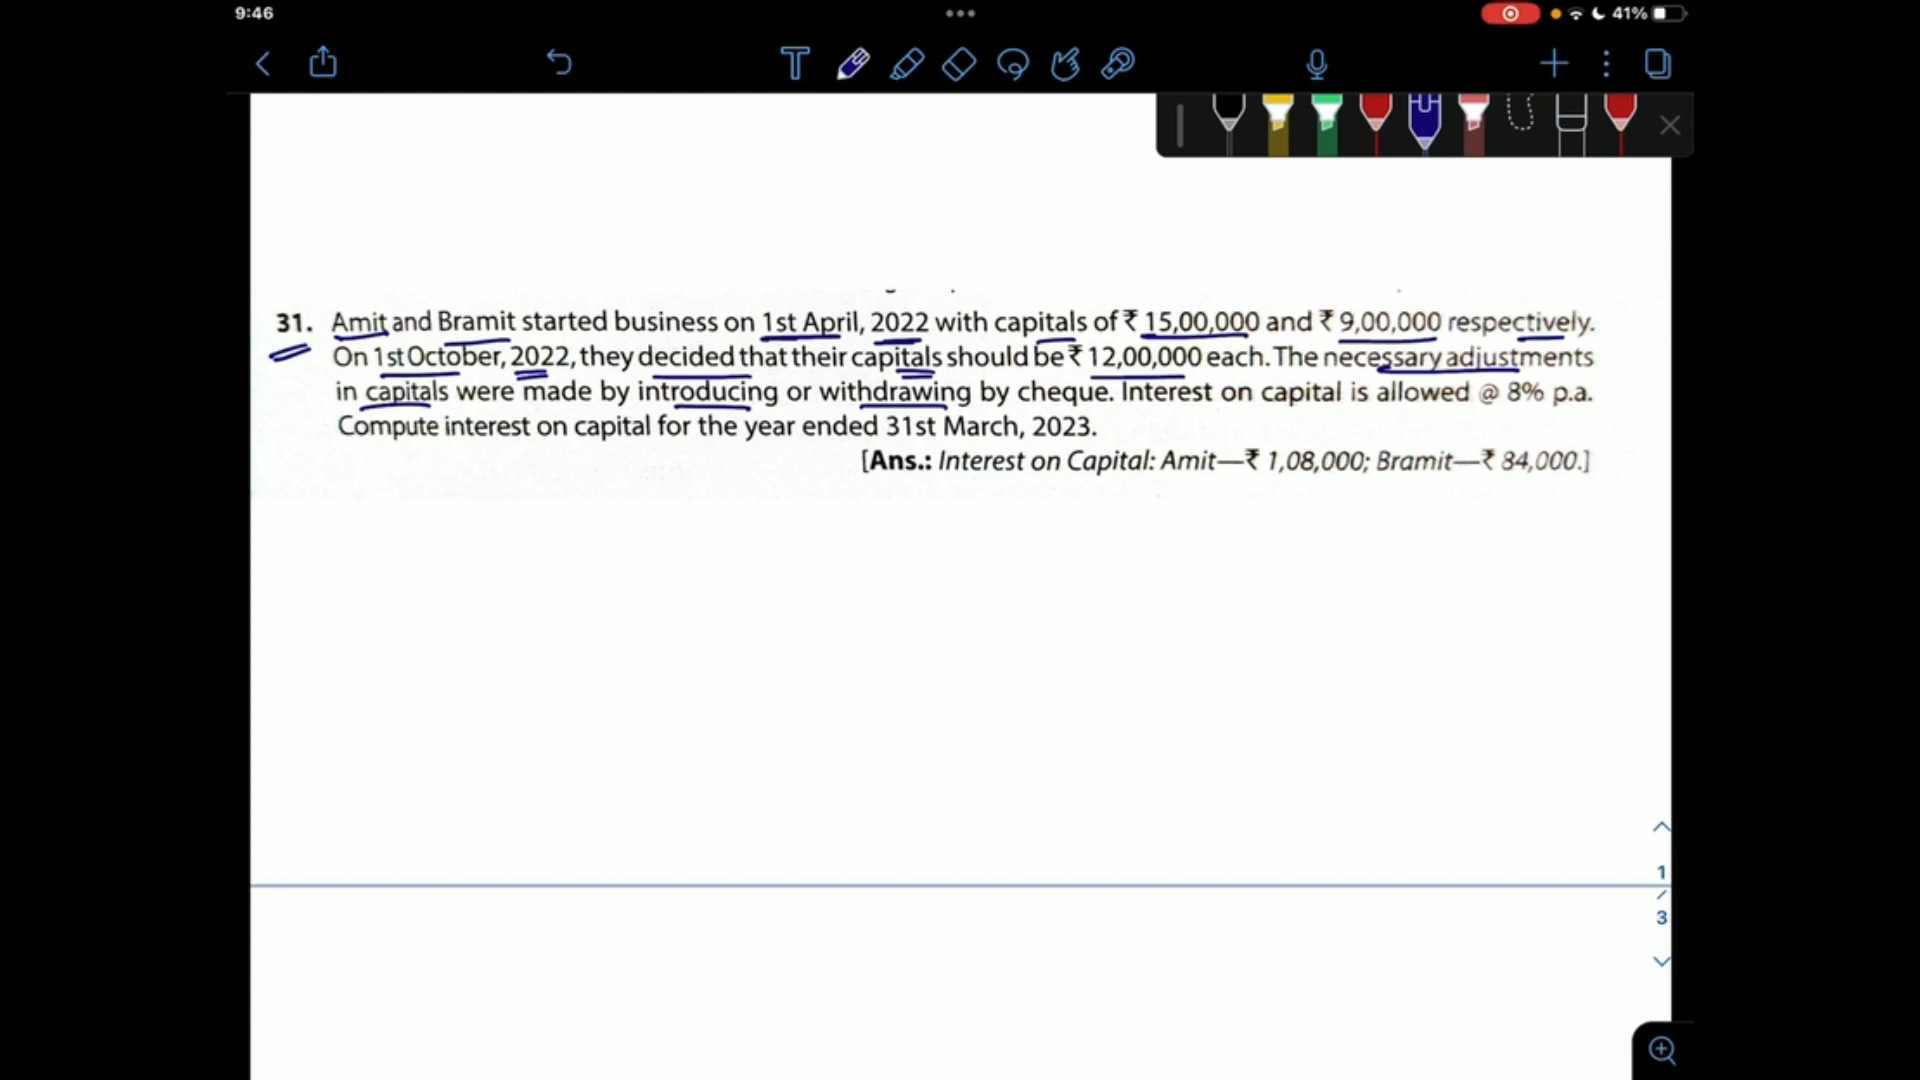 9:46
41%
T
31. Amit and Bramit started business on 1st April, 2022 with capitals of ₹ 15,00,000 and ₹ 9,00,000 respectively.
On 1st October, 2022, they decided that their capitals should be ₹ 12,00,000 each. The necessary adjustments
in capitals were made by introducing or withdrawing by cheque. Interest on capital is allowed @ 8% p.a.
Compute interest on capital for the year ended 31st March, 2023.
[Ans.: Interest on Capital: Amit—₹ 1,08,000; Bramit—₹ 84,000.]
1
/
3